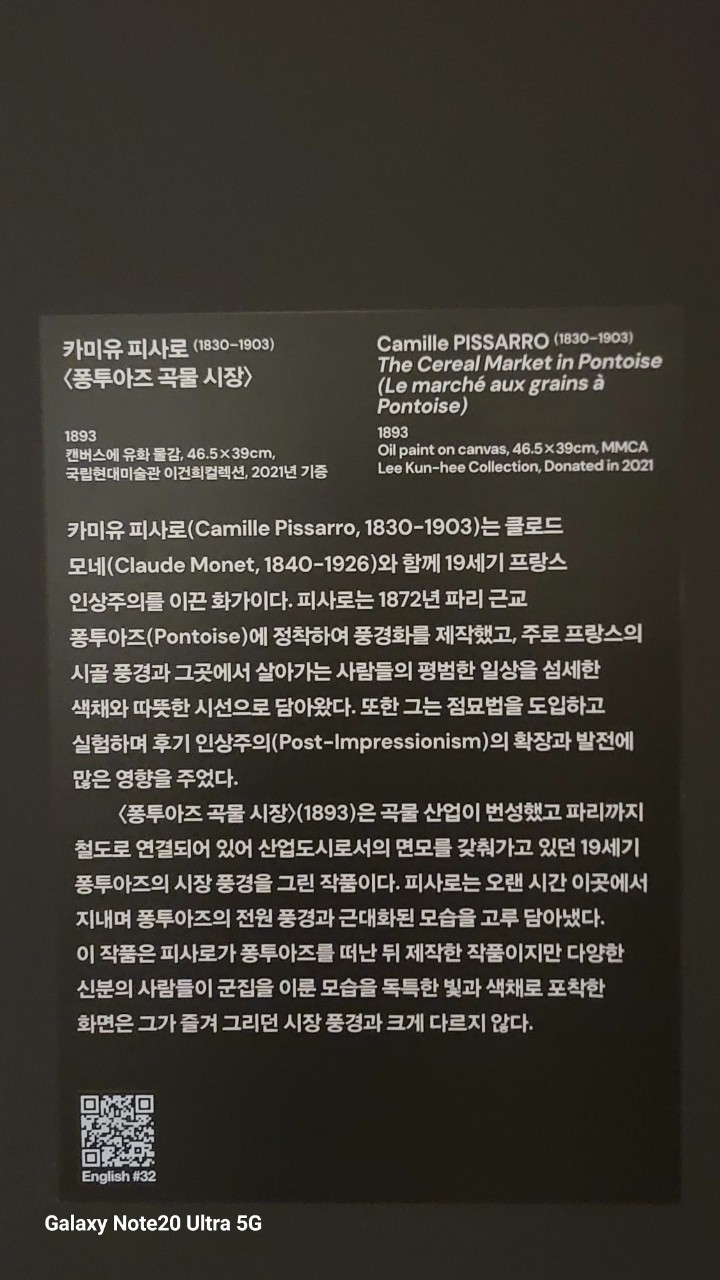 카미유 피사로 (1830–1903)
〈퐁투아즈 곡물 시장〉
1893
캔버스에 유화 물감, 46.5×39cm,
국립현대미술관 이건희컬렉션, 2021년 기증
Camille PISSARRO (1830–1903)
The Cereal Market in Pontoise
(Le marché aux grains à
Pontoise)
1893
Oil paint on canvas, 46.5×39cm, MMCA
Lee Kun-hee Collection, Donated in 2021
카미유 피사로(Camille Pissarro, 1830–1903)는 클로드
모네(Claude Monet, 1840–1926)와 함께 19세기 프랑스
인상주의를 이끈 화가이다. 피사로는 1872년 파리 근교
퐁투아즈(Pontoise)에 정착하여 풍경화를 제작했고, 주로 프랑스의
시골 풍경과 그곳에서 살아가는 사람들의 평범한 일상을 섬세한
색채와 따뜻한 시선으로 담아왔다. 또한 그는 점묘법을 도입하고
실험하며 후기 인상주의(Post-Impressionism)의 확장과 발전에
많은 영향을 주었다.
〈퐁투아즈 곡물 시장〉(1893)은 곡물 산업이 번성했고 파리까지
철도로 연결되어 있어 산업도시로서의 면모를 갖춰가고 있던 19세기
퐁투아즈의 시장 풍경을 그린 작품이다. 피사로는 오랜 시간 이곳에서
지내며 퐁투아즈의 전원 풍경과 근대화된 모습을 고루 담아냈다.
이 작품은 피사로가 퐁투아즈를 떠난 뒤 제작한 작품이지만 다양한
신분의 사람들이 군집을 이룬 모습을 독특한 빛과 색채로 포착한
화면은 그가 즐겨 그리던 시장 풍경과 크게 다르지 않다.
English #32
Galaxy Note20 Ultra 5G